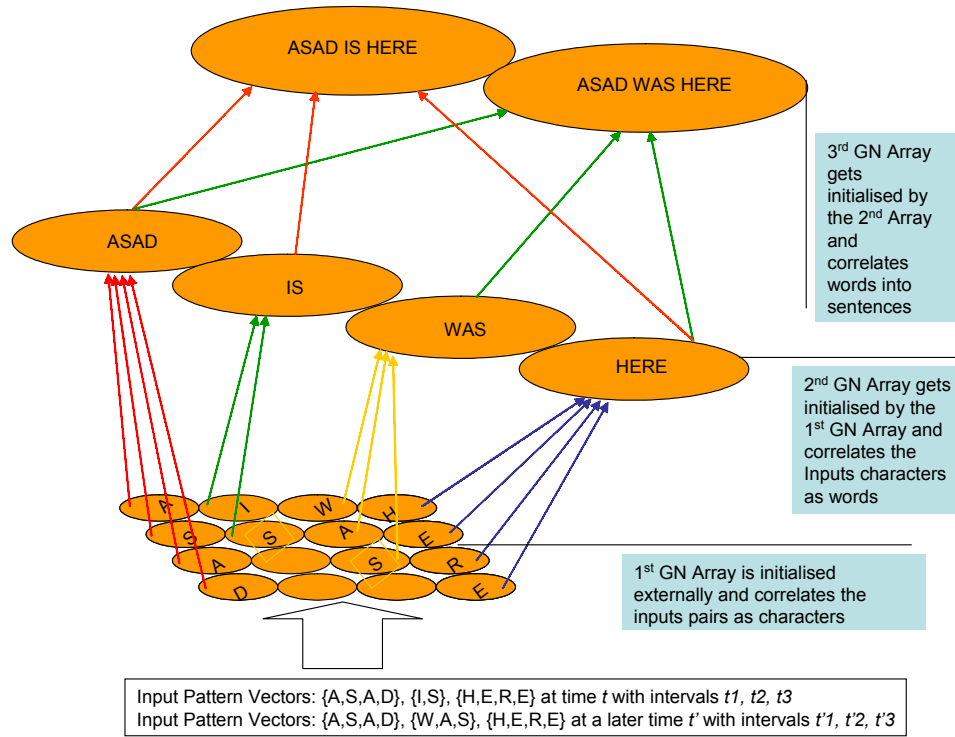 ASAD IS HERE
ASAD WAS HERE
3rd GN Array
gets
initialised by
the 2nd Array
and
correlates
words into
sentences
ASAD
IS
WAS
HERE
2nd GN Array gets
initialised by the
1st GN Array and
correlates the
Inputs characters
as words
A I W H
S S A E
A S R
D E
1st GN Array is initialised
externally and correlates the
inputs pairs as characters
Input Pattern Vectors: {A,S,A,D}, {I,S}, {H,E,R,E} at time t with intervals t1, t2, t3
Input Pattern Vectors: {A,S,A,D}, {W,A,S}, {H,E,R,E} at a later time t' with intervals t'1, t'2, t'3